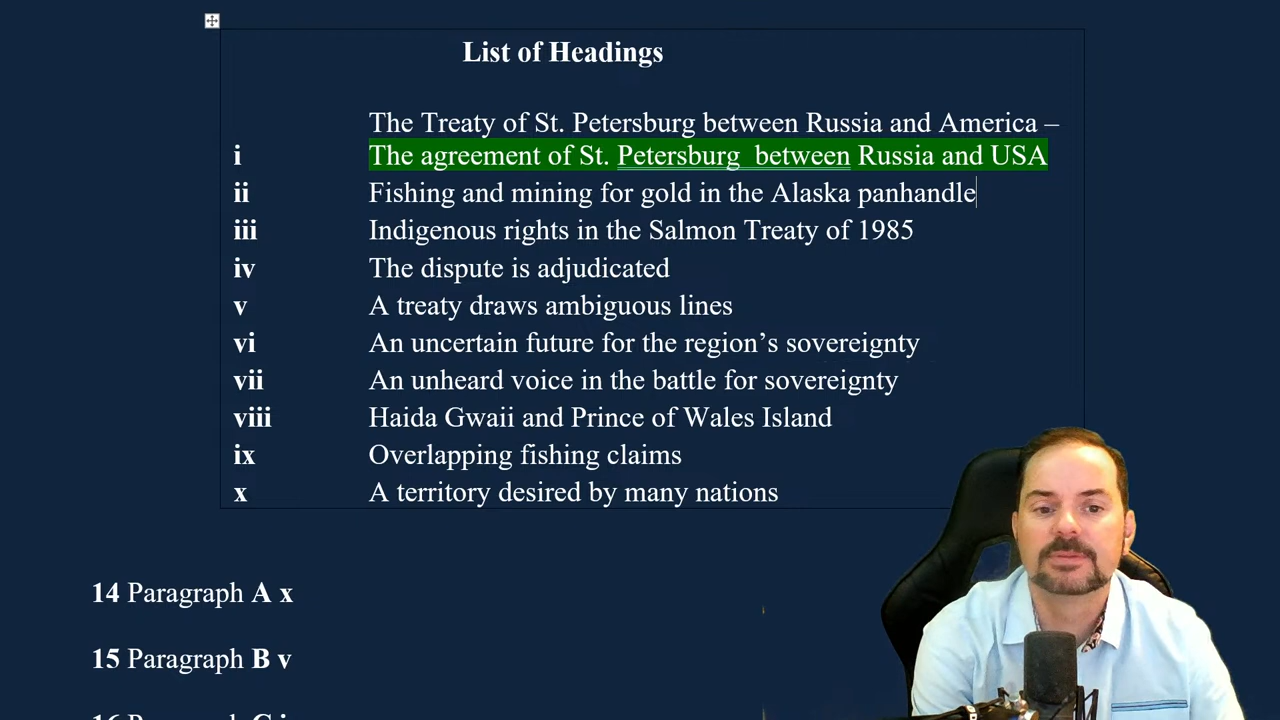 List of Headings
The Treaty of St. Petersburg between Russia and America –
i The agreement of St. Petersburg between Russia and USA
ii Fishing and mining for gold in the Alaska panhandle
iii Indigenous rights in the Salmon Treaty of 1985
iv The dispute is adjudicated
v A treaty draws ambiguous lines
vi An uncertain future for the region’s sovereignty
vii An unheard voice in the battle for sovereignty
viii Haida Gwaii and Prince of Wales Island
ix Overlapping fishing claims
x A territory desired by many nations
14 Paragraph A x
15 Paragraph B v